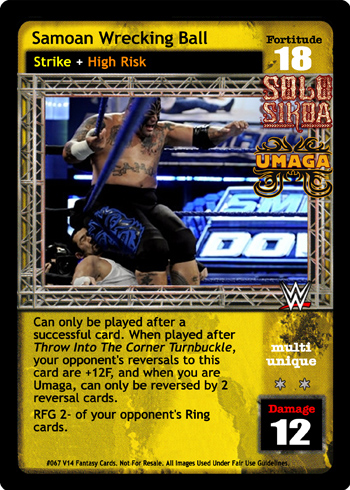 Samoan Wrecking Ball
Fortitude
18
Strike + High Risk
SOLO
SIKOA
UMAGA
Can only be played after a
successful card. When played after
Throw Into The Corner Turnbuckle,
your opponent's reversals to this
card are +12F, and when you are
Umaga, can only be reversed by 2
reversal cards.
RFG 2- of your opponent's Ring
cards.
multi
unique
Damage
12
#067 V14 Fantasy Cards. Not For Resale. All Images Used Under Fair Use Guidelines.